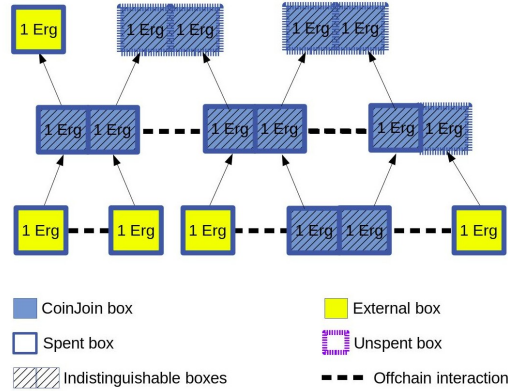 1 Erg 1 Erg 1 Erg 1 Erg 1 Erg
1 Erg 1 Erg 1 Erg 1 Erg 1 Erg 1 Erg
1 Erg 1 Erg 1 Erg 1 Erg 1 Erg 1 Erg
CoinJoin box External box
Spent box Unspent box
Indistinguishable boxes Offchain interaction